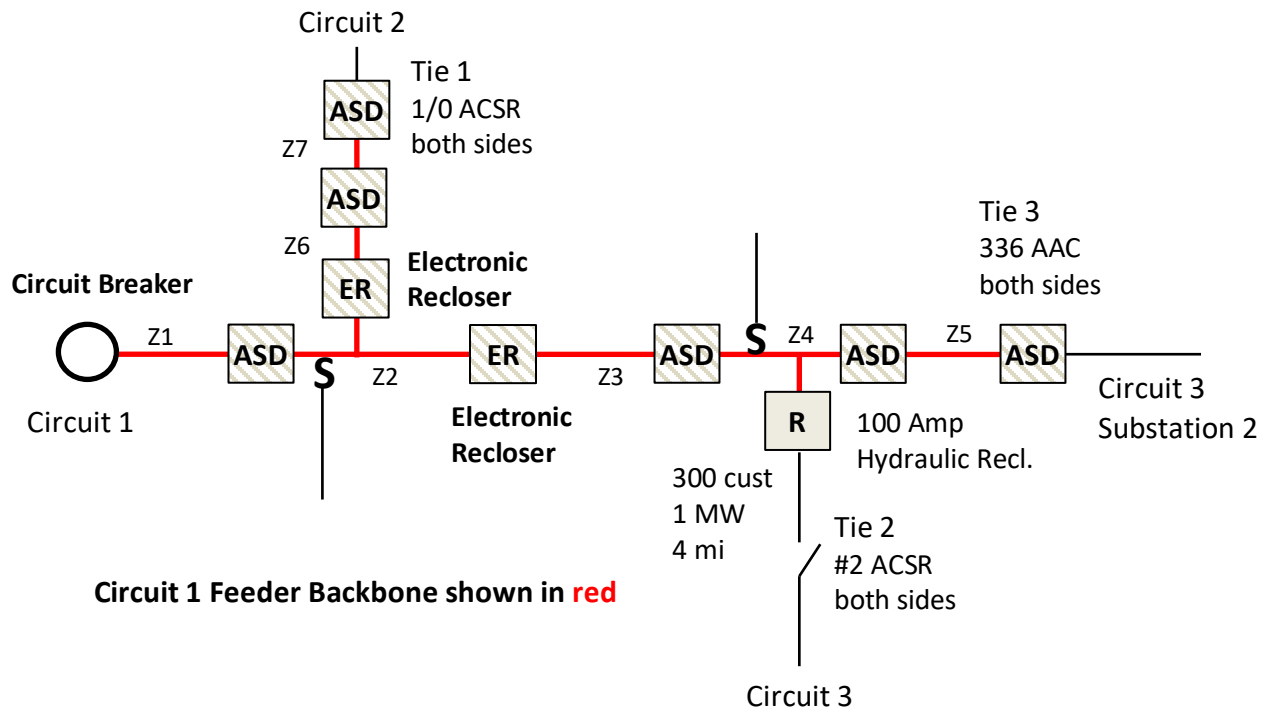 Circuit 2
Tie 1
1/0 ACSR
both sides
ASD
Z7
ASD
Z6
Electronic
Recloser
ER
Circuit Breaker
Tie 3
336 AAC
both sides
Z1
ASD
S
Z2
ER
Z3
ASD
S
Z4
ASD
Z5
ASD
Circuit 1
Electronic
Recloser
R
100 Amp
Hydraulic Recl.
Circuit 3
Substation 2
300 cust
1 MW
4 mi
Tie 2
#2 ACSR
both sides
Circuit 1 Feeder Backbone shown in red
Circuit 3